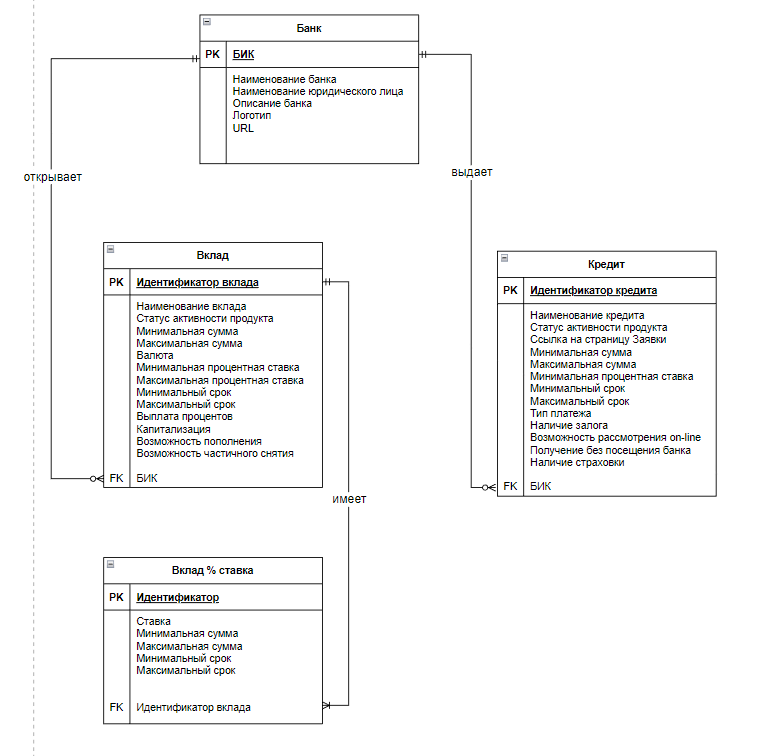 Банк
PK БИК
Наименование банка
Наименование юридического лица
Описание банка
Логотип
URL
открывает
выдает
Вклад
PK Идентификатор вклада
Наименование вклада
Статус активности продукта
Минимальная сумма
Максимальная сумма
Валюта
Минимальная процентная ставка
Максимальная процентная ставка
Минимальный срок
Максимальный срок
Выплата процентов
Капитализация
Возможность пополнения
Возможность частичного снятия
FK БИК
Кредит
PK Идентификатор кредита
Наименование кредита
Статус активности продукта
Ссылка на страницу Заявки
Минимальная сумма
Максимальная сумма
Минимальная процентная ставка
Минимальный срок
Максимальный срок
Тип платежа
Наличие залога
Возможность рассмотрения on-line
Получение без посещения банка
Наличие страховки
FK БИК
имеет
Вклад % ставка
PK Идентификатор
Ставка
Минимальная сумма
Максимальная сумма
Минимальный срок
Максимальный срок
FK Идентификатор вклада